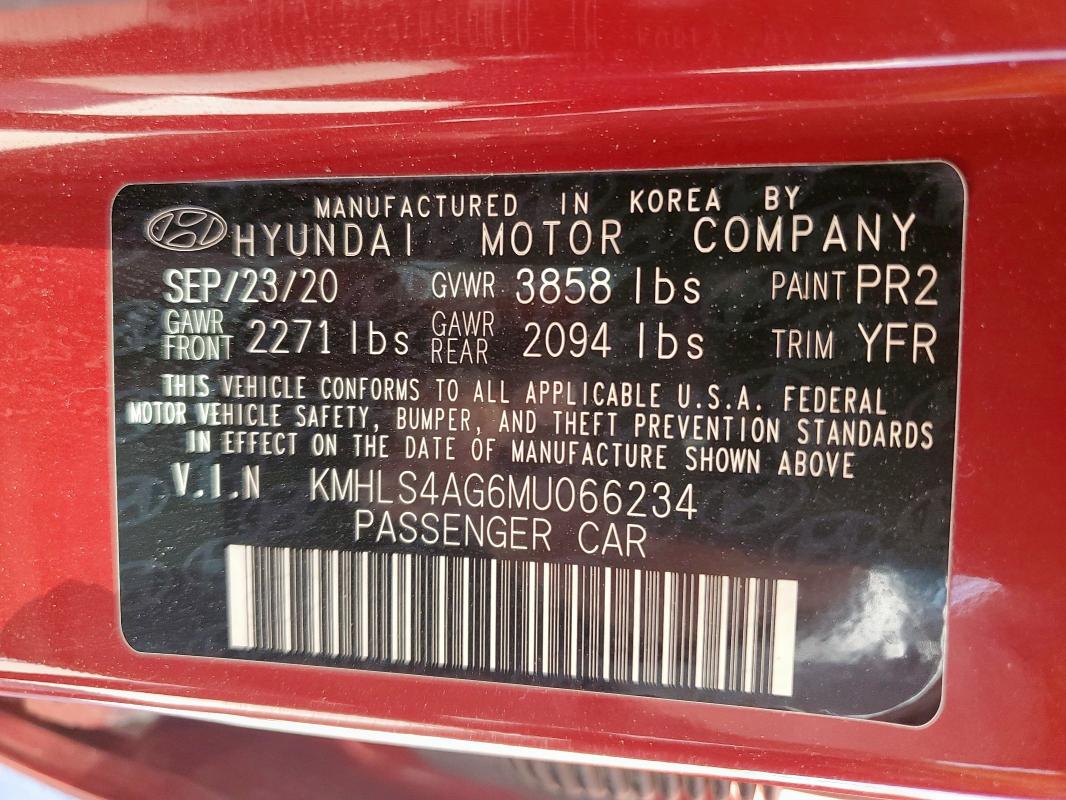 MANUFACTURED IN KOREA BY
HYUNDAI MOTOR COMPANY
SEP/23/20 GVWR 3858 lbs PAINT PR2
GAWR FRONT 2271 lbs GAWR REAR 2094 lbs TRIM YFR
THIS VEHICLE CONFORMS TO ALL APPLICABLE U.S.A. FEDERAL
MOTOR VEHICLE SAFETY, BUMPER, AND THEFT PREVENTION STANDARDS
IN EFFECT ON THE DATE OF MANUFACTURE SHOWN ABOVE
V.I.N KMHLS4AG6MU066234
PASSENGER CAR